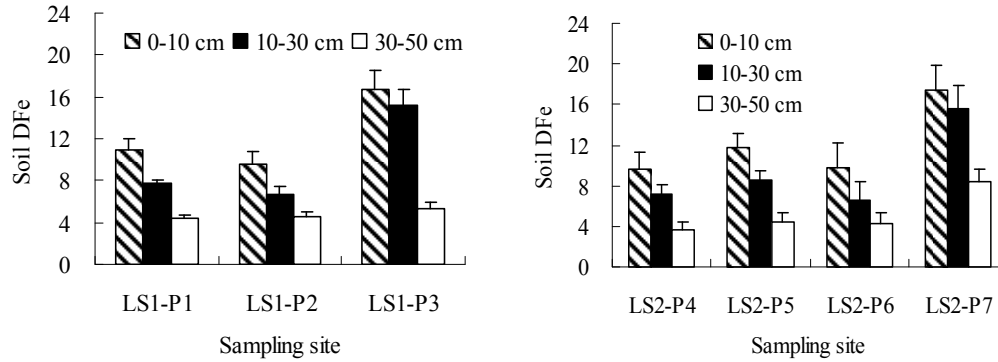 Soil DFe
24
20
16
12
8
4
0
0-10 cm 10-30 cm 30-50 cm
LS1-P1 LS1-P2 LS1-P3
Sampling site
Soil DFe
24
20
16
12
8
4
0
0-10 cm
10-30 cm
30-50 cm
LS2-P4 LS2-P5 LS2-P6 LS2-P7
Sampling site